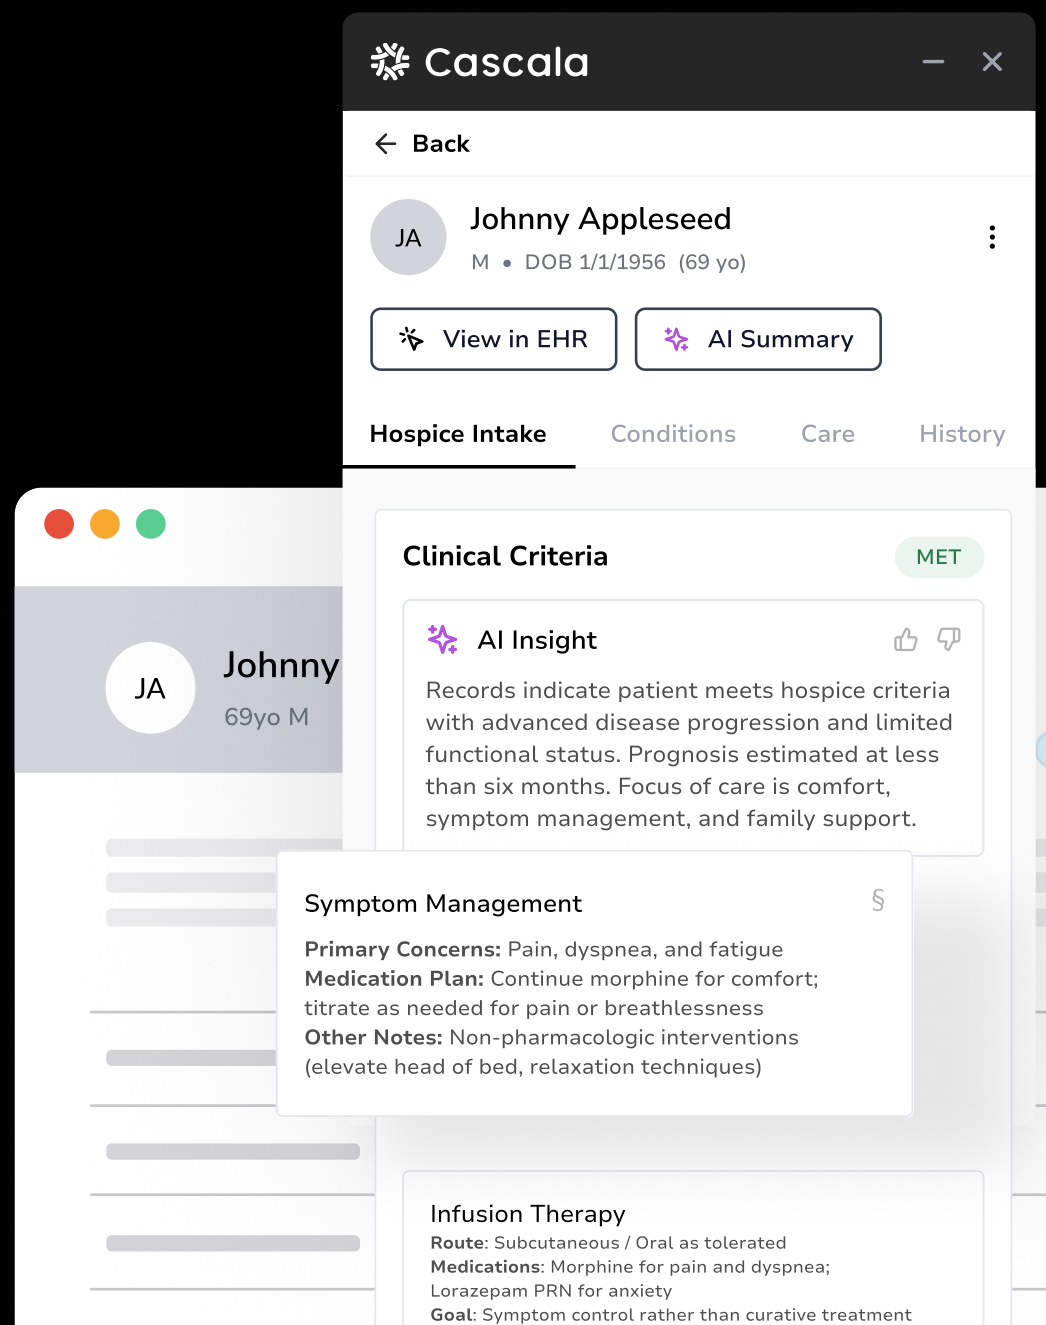 Cascala
Back
JA
Johnny Appleseed
M • DOB 1/1/1956 (69 yo)
View in EHR
AI Summary
Hospice Intake
Conditions
Care
History
Clinical Criteria
MET
AI Insight
Records indicate patient meets hospice criteria
with advanced disease progression and limited
functional status. Prognosis estimated at less
than six months. Focus of care is comfort,
symptom management, and family support.
JA
Johnny
69yo M
Symptom Management
§
Primary Concerns: Pain, dyspnea, and fatigue
Medication Plan: Continue morphine for comfort;
titrate as needed for pain or breathlessness
Other Notes: Non-pharmacologic interventions
(elevate head of bed, relaxation techniques)
Infusion Therapy
Route: Subcutaneous / Oral as tolerated
Medications: Morphine for pain and dyspnea;
Lorazepam PRN for anxiety
Goal: Symptom control rather than curative treatment